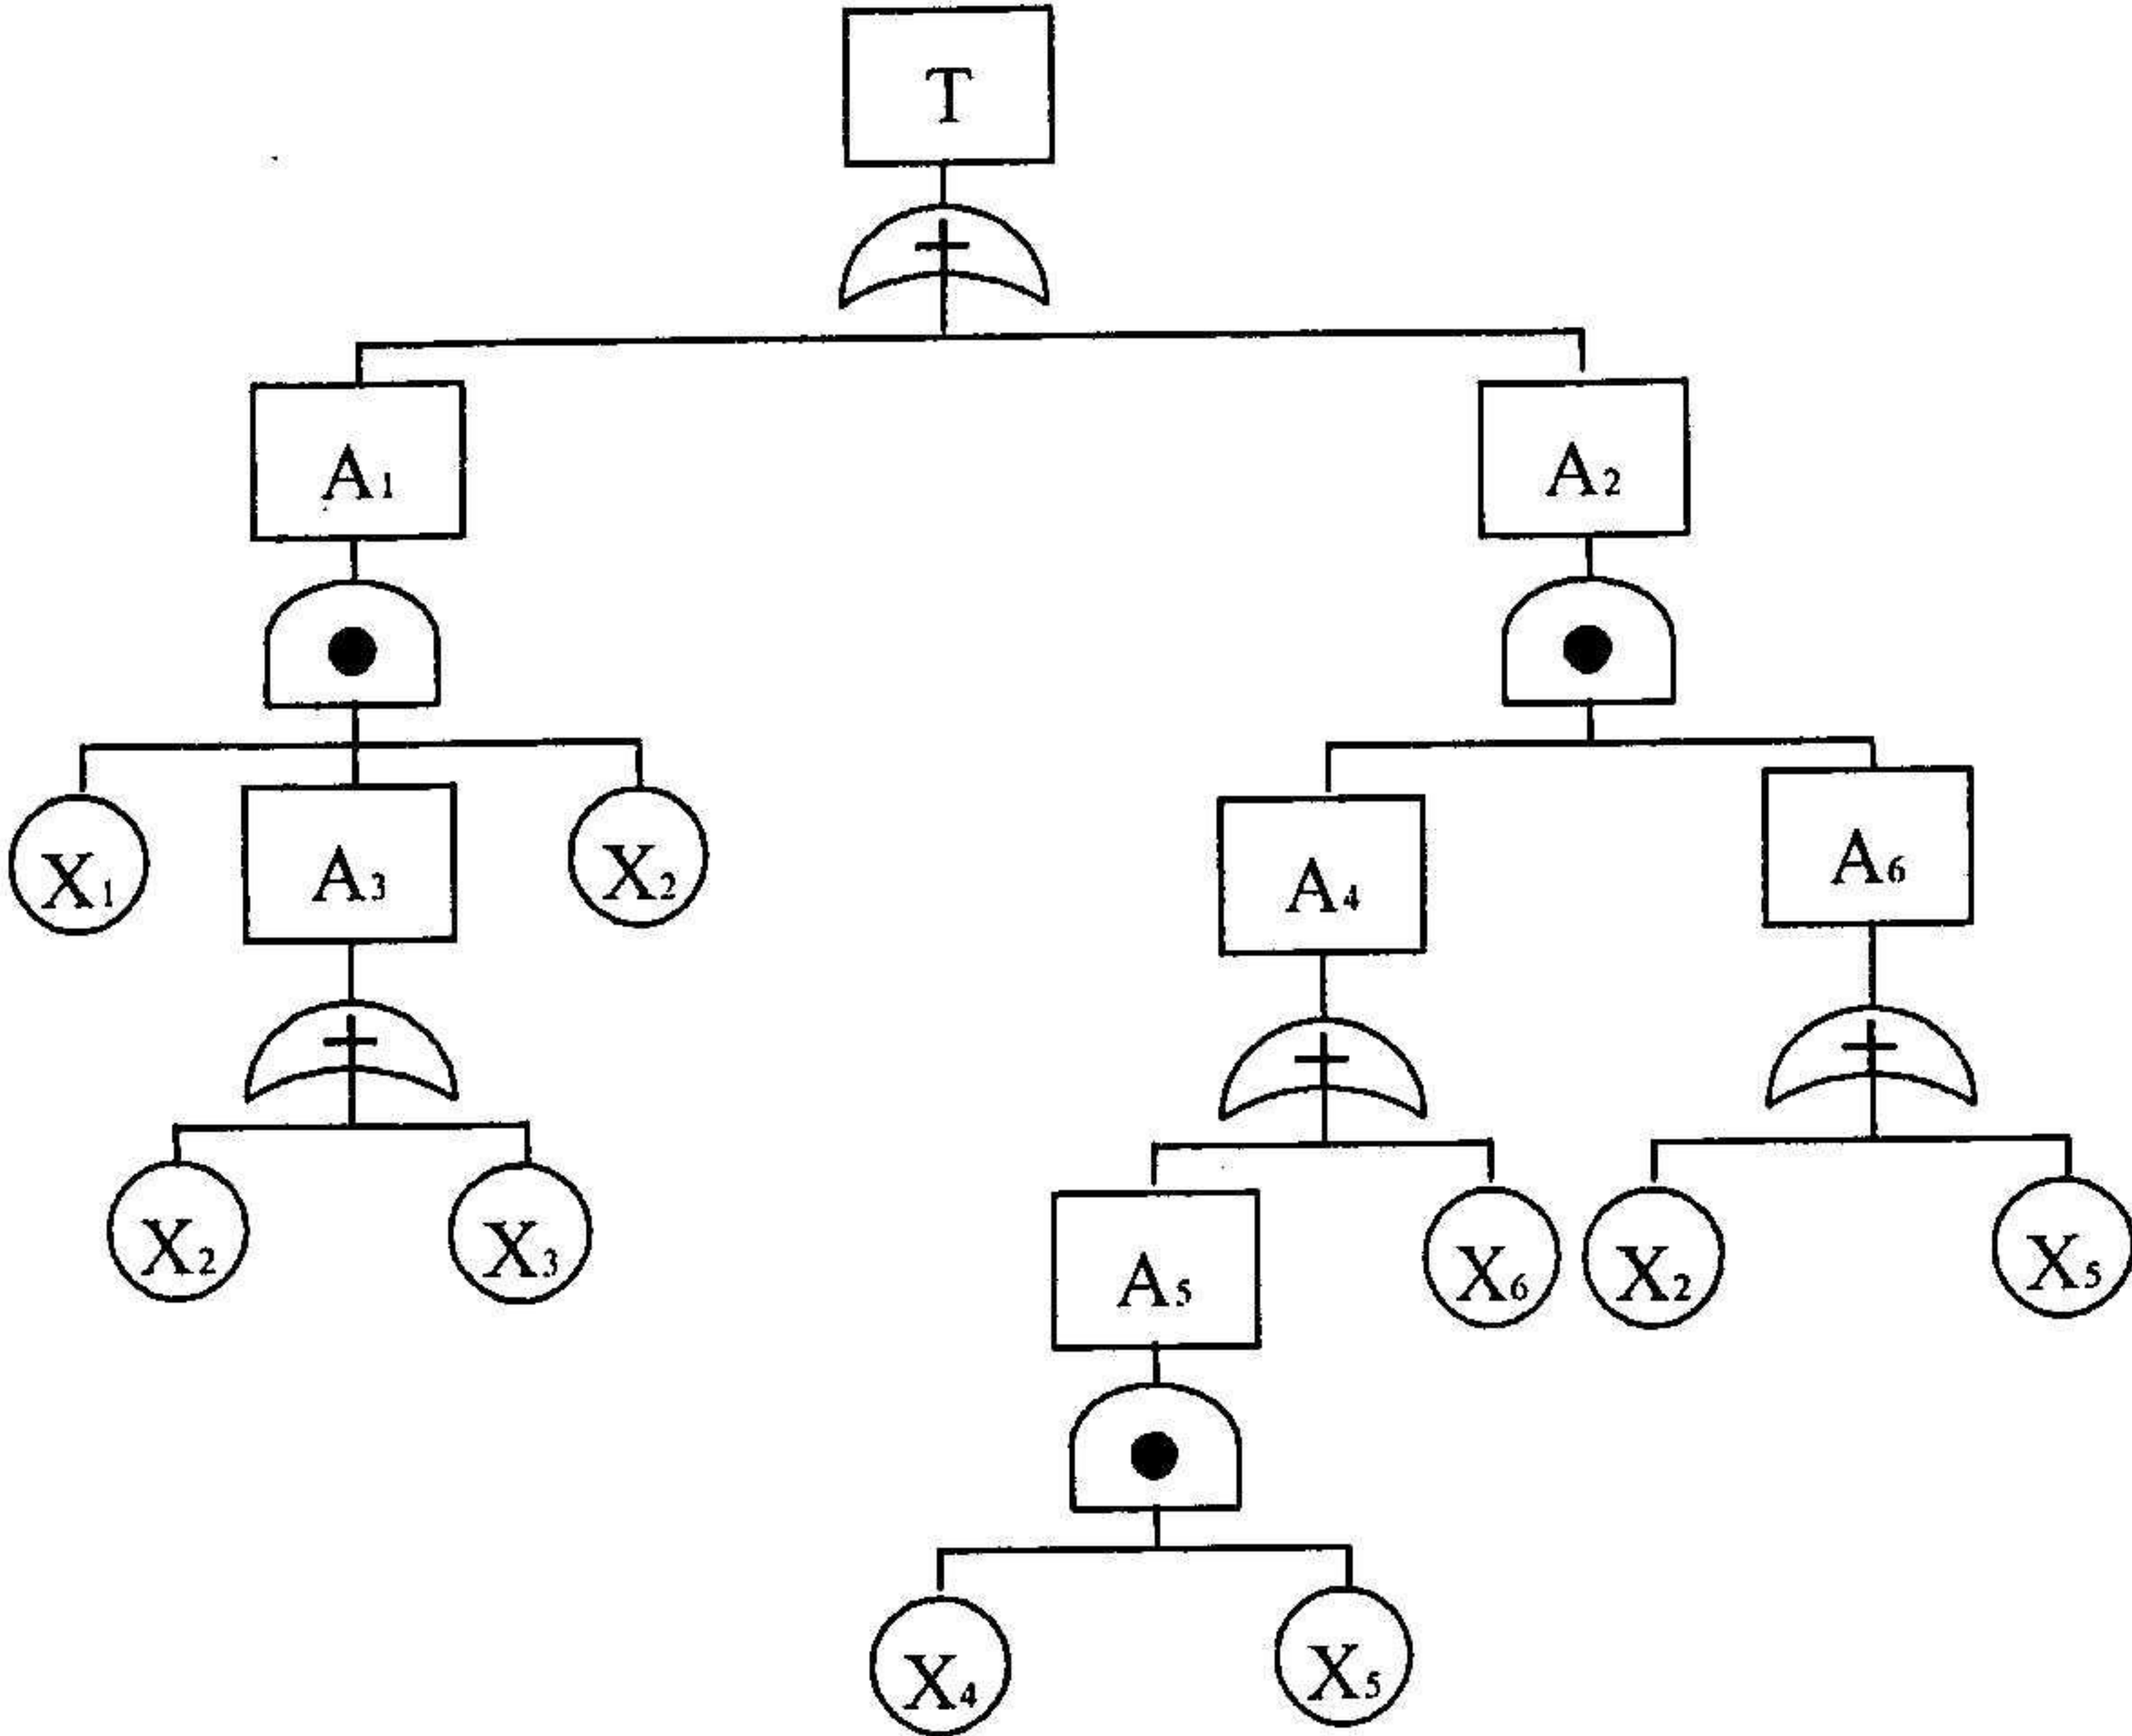 T
+
A₁ A₂
X₁ A₃ X₂ A₄ A₆
+ + +
X₂ X₃ A₅ X₆ X₂ X₅
X₄ X₅